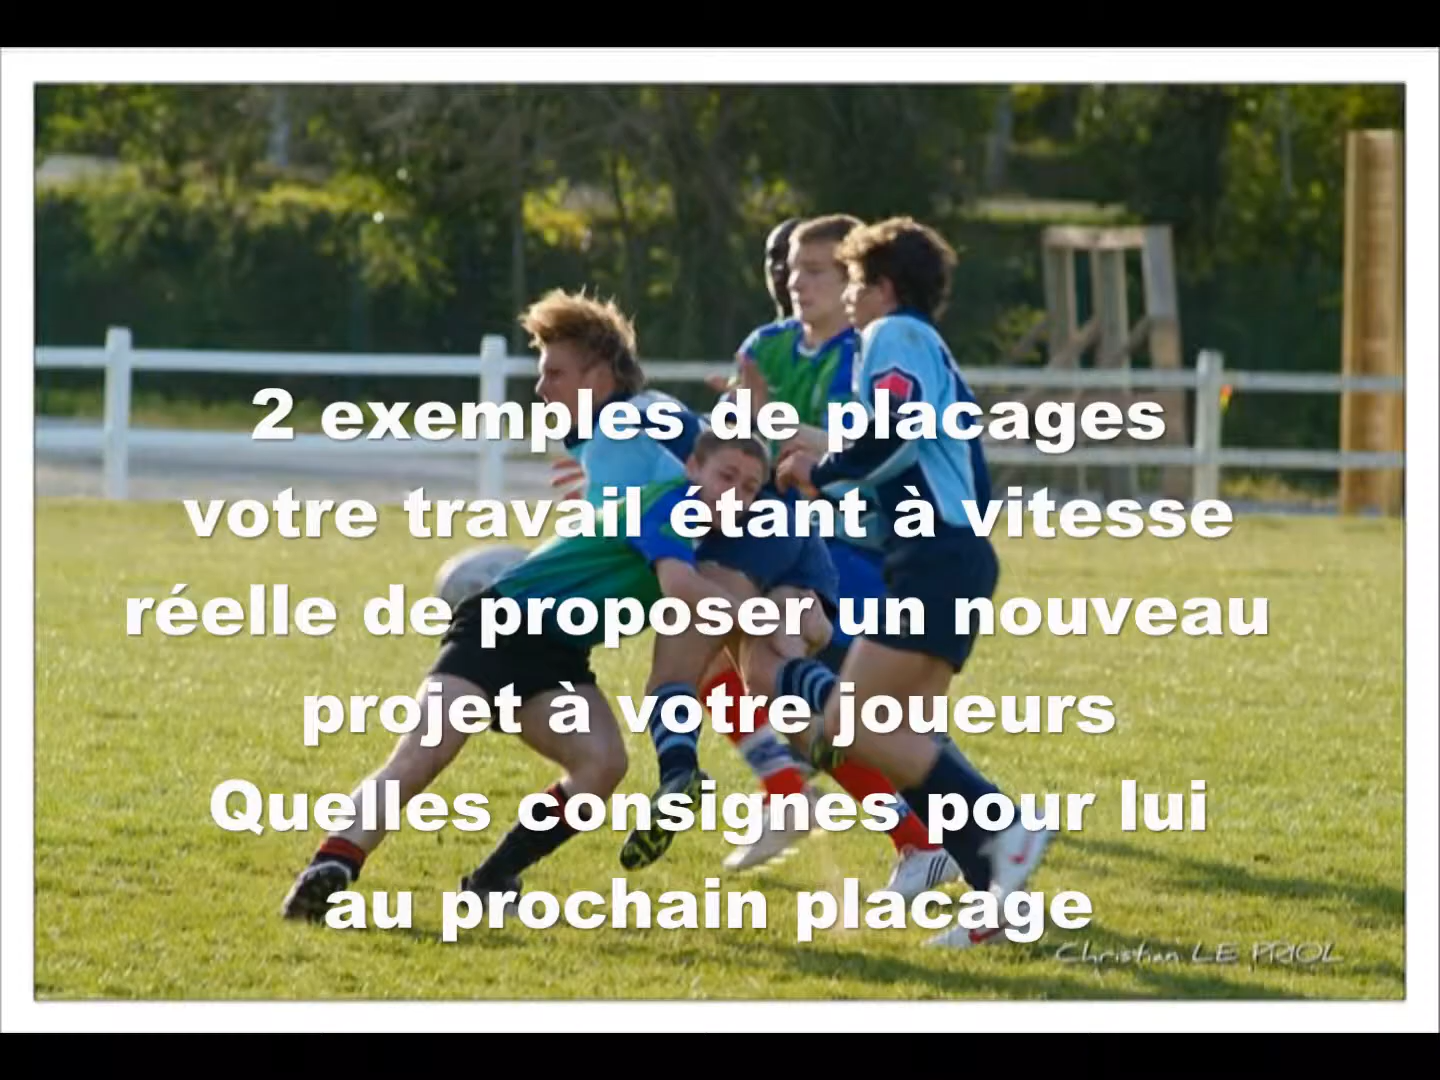 2 exemples de placages
votre travail étant à vitesse
réelle de proposer un nouveau
projet à votre joueurs
Quelles consignes pour lui
au prochain placage
Christian LE PRIOL